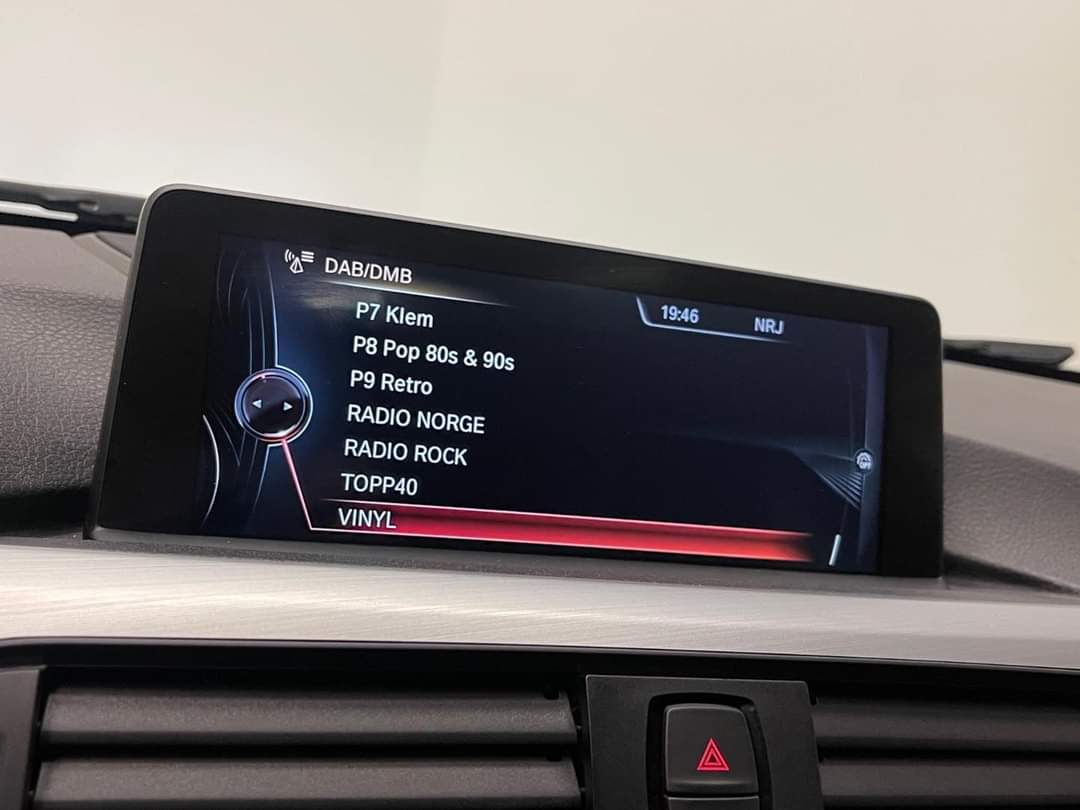 DAB/DMB
19:46 NRJ
P7 Klem
P8 Pop 80s & 90s
P9 Retro
RADIO NORGE
RADIO ROCK
TOPP40
VINYL